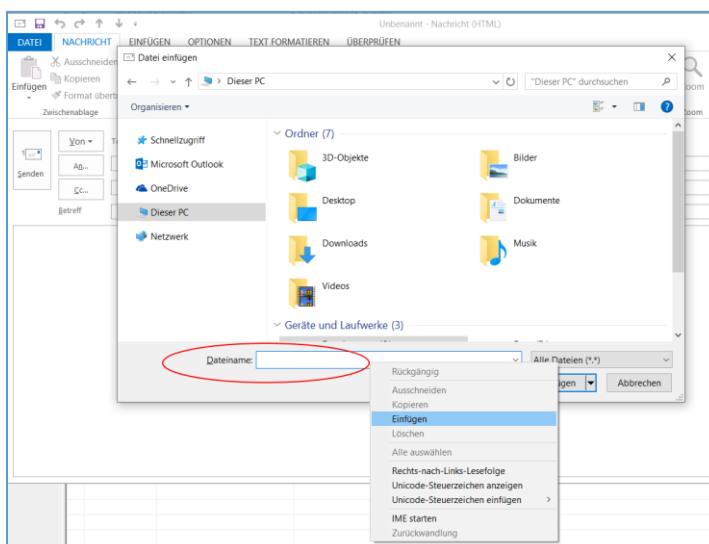 Unbenannt - Nachricht (HTML)
DATEI NACHRICHT EINFÜGEN OPTIONEN TEXT FORMATIEREN ÜBERPRÜFEN
Datei einfügen
Ausschneiden
Kopieren
Einfügen
Format übert
Zwischenablage
Dieser PC
"Dieser PC" durchsuchen
Organisieren
Schnellzugriff
Microsoft Outlook
OneDrive
Dieser PC
Netzwerk
Ordner (7)
3D-Objekte Bilder
Desktop Dokumente
Downloads Musik
Videos
Geräte und Laufwerke (3)
oom
Zoom
Von
An...
Senden
Cc...
Betreff
Dateiname:
Alle Dateien (*.*)
Abbrechen
Rückgängig
Ausschneiden
Kopieren
Einfügen
Löschen
Alle auswählen
Rechts-nach-Links-Lesefolge
Unicode-Steuerzeichen anzeigen
Unicode-Steuerzeichen einfügen
IME starten
Zurückwandlung